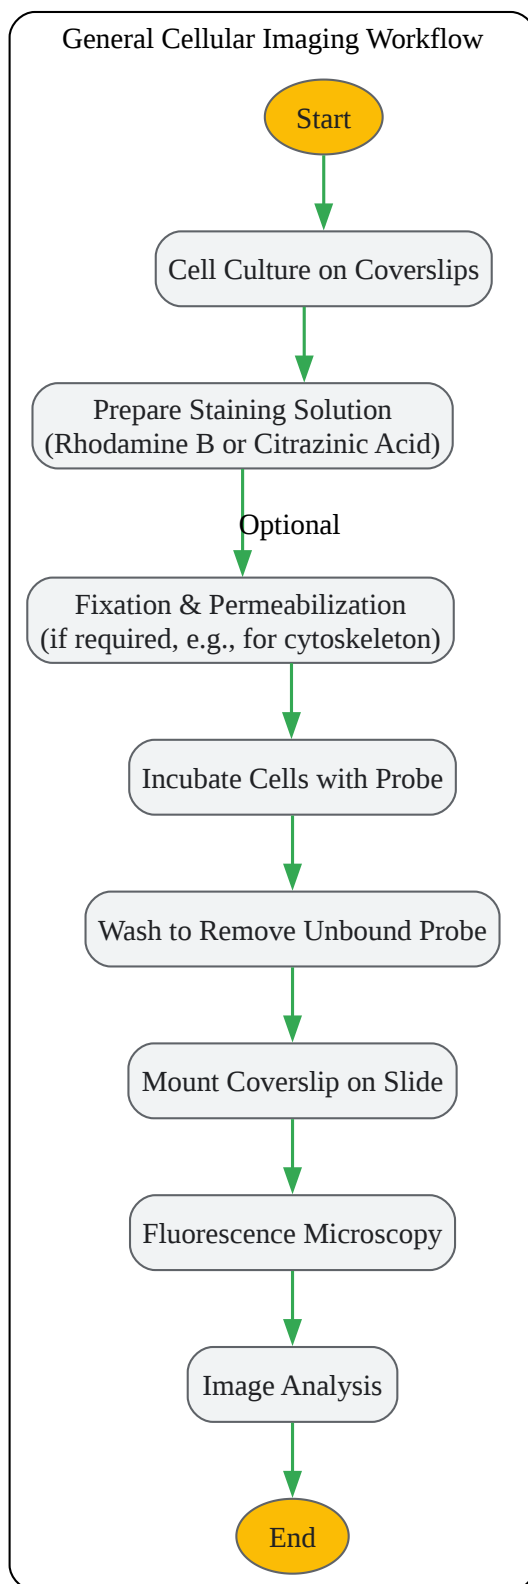 General Cellular Imaging Workflow
Start
Cell Culture on Coverslips
Prepare Staining Solution
(Rhodamine B or Citrazinic Acid)
Optional
Fixation & Permeabilization
(if required, e.g., for cytoskeleton)
Incubate Cells with Probe
Wash to Remove Unbound Probe
Mount Coverslip on Slide
Fluorescence Microscopy
Image Analysis
End